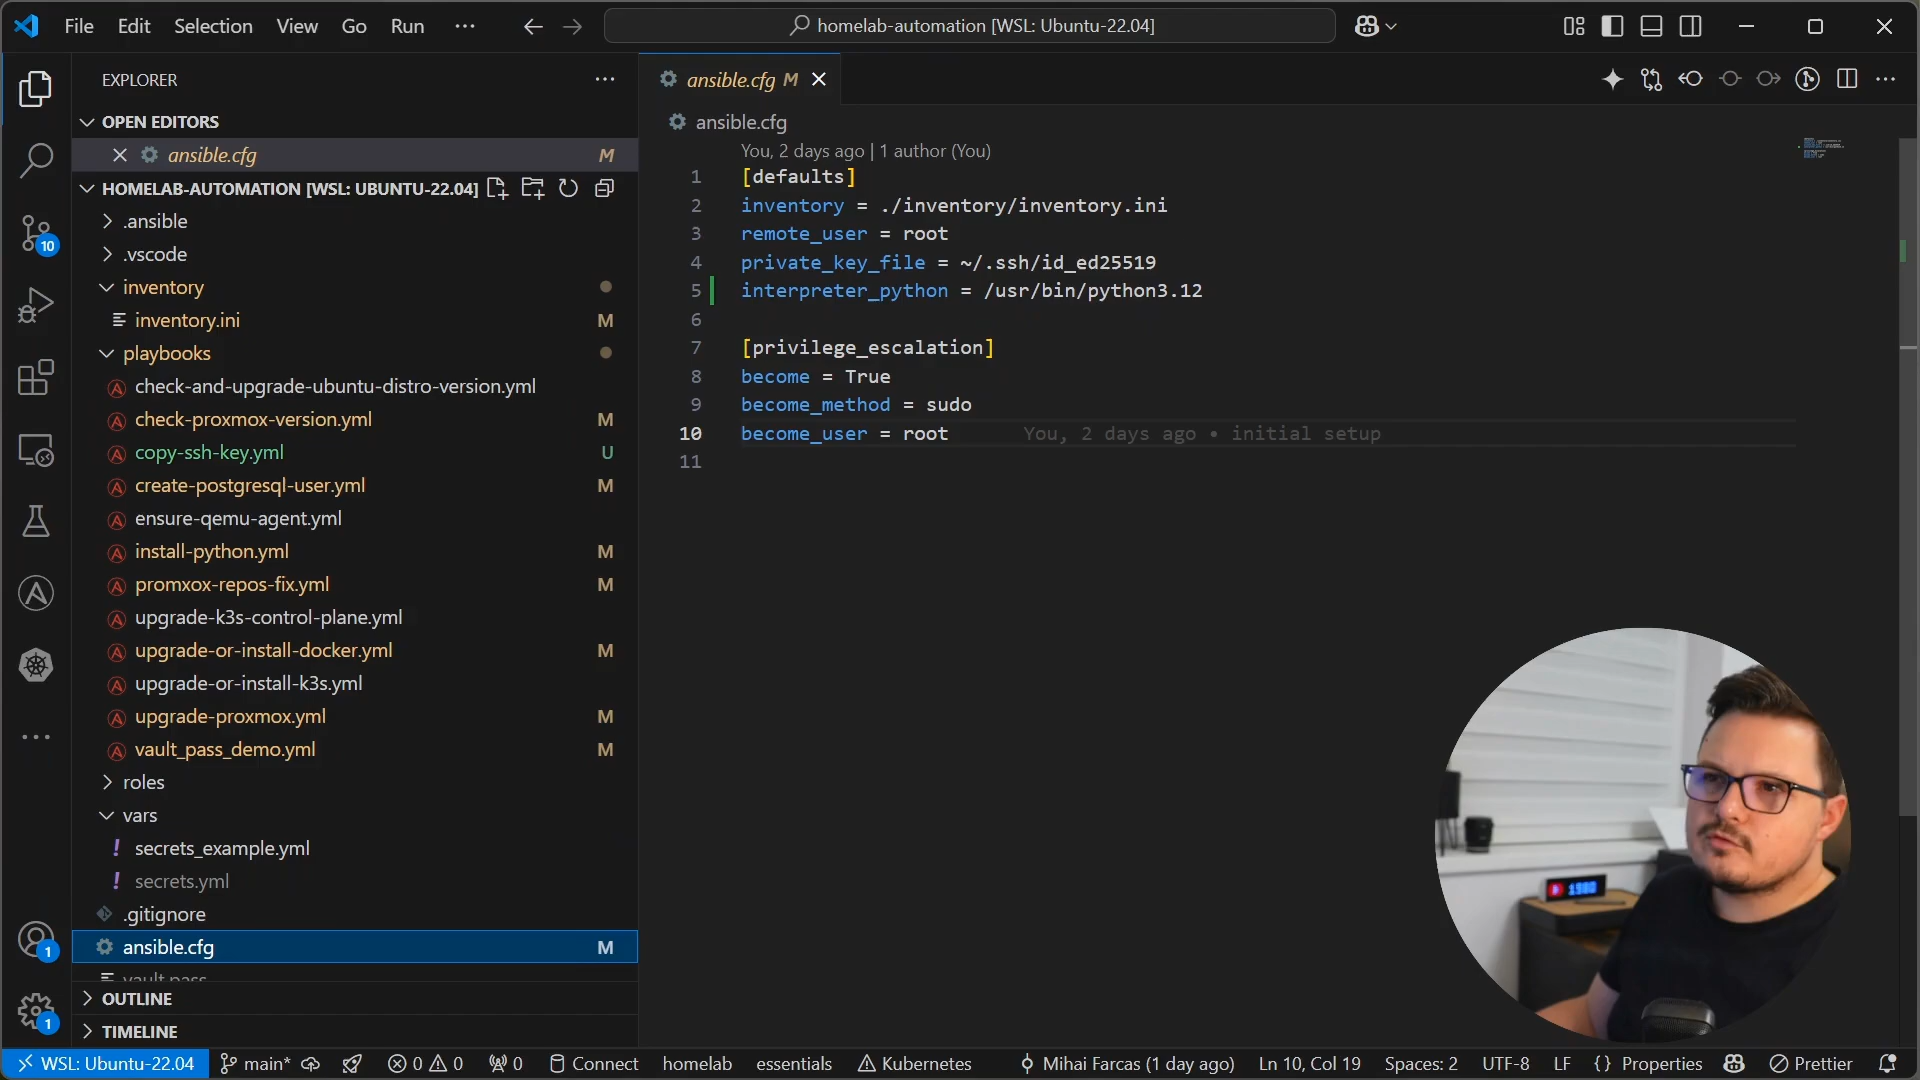 File Edit Selection View Go Run
homelab-automation [WSL: Ubuntu-22.04]
EXPLORER
OPEN EDITORS
ansible.cfg M
HOMELAB-AUTOMATION [WSL: UBUNTU-22.04]
.ansible
.vscode
inventory
inventory.ini M
playbooks
check-and-upgrade-ubuntu-distro-version.yml
check-proxmox-version.yml M
copy-ssh-key.yml U
create-postgresql-user.yml M
ensure-qemu-agent.yml
install-python.yml M
promxox-repos-fix.yml M
upgrade-k3s-control-plane.yml
upgrade-or-install-docker.yml M
upgrade-or-install-k3s.yml
upgrade-proxmox.yml M
vault_pass_demo.yml M
roles
vars
secrets_example.yml
secrets.yml
.gitignore
ansible.cfg M
vault pass
OUTLINE
TIMELINE
10
1
1
ansible.cfg M
ansible.cfg
You, 2 days ago | 1 author (You)
1 [defaults]
2 inventory = ./inventory/inventory.ini
3 remote_user = root
4 private_key_file = ~/.ssh/id_ed25519
5 interpreter_python = /usr/bin/python3.12
6
7 [privilege_escalation]
8 become = True
9 become_method = sudo
10 become_user = root You, 2 days ago • initial setup
11
WSL: Ubuntu-22.04 main* 0 0 0 Connect homelab essentials Kubernetes Mihai Farcas (1 day ago) Ln 10, Col 19 Spaces: 2 UTF-8 LF {} Properties Prettier